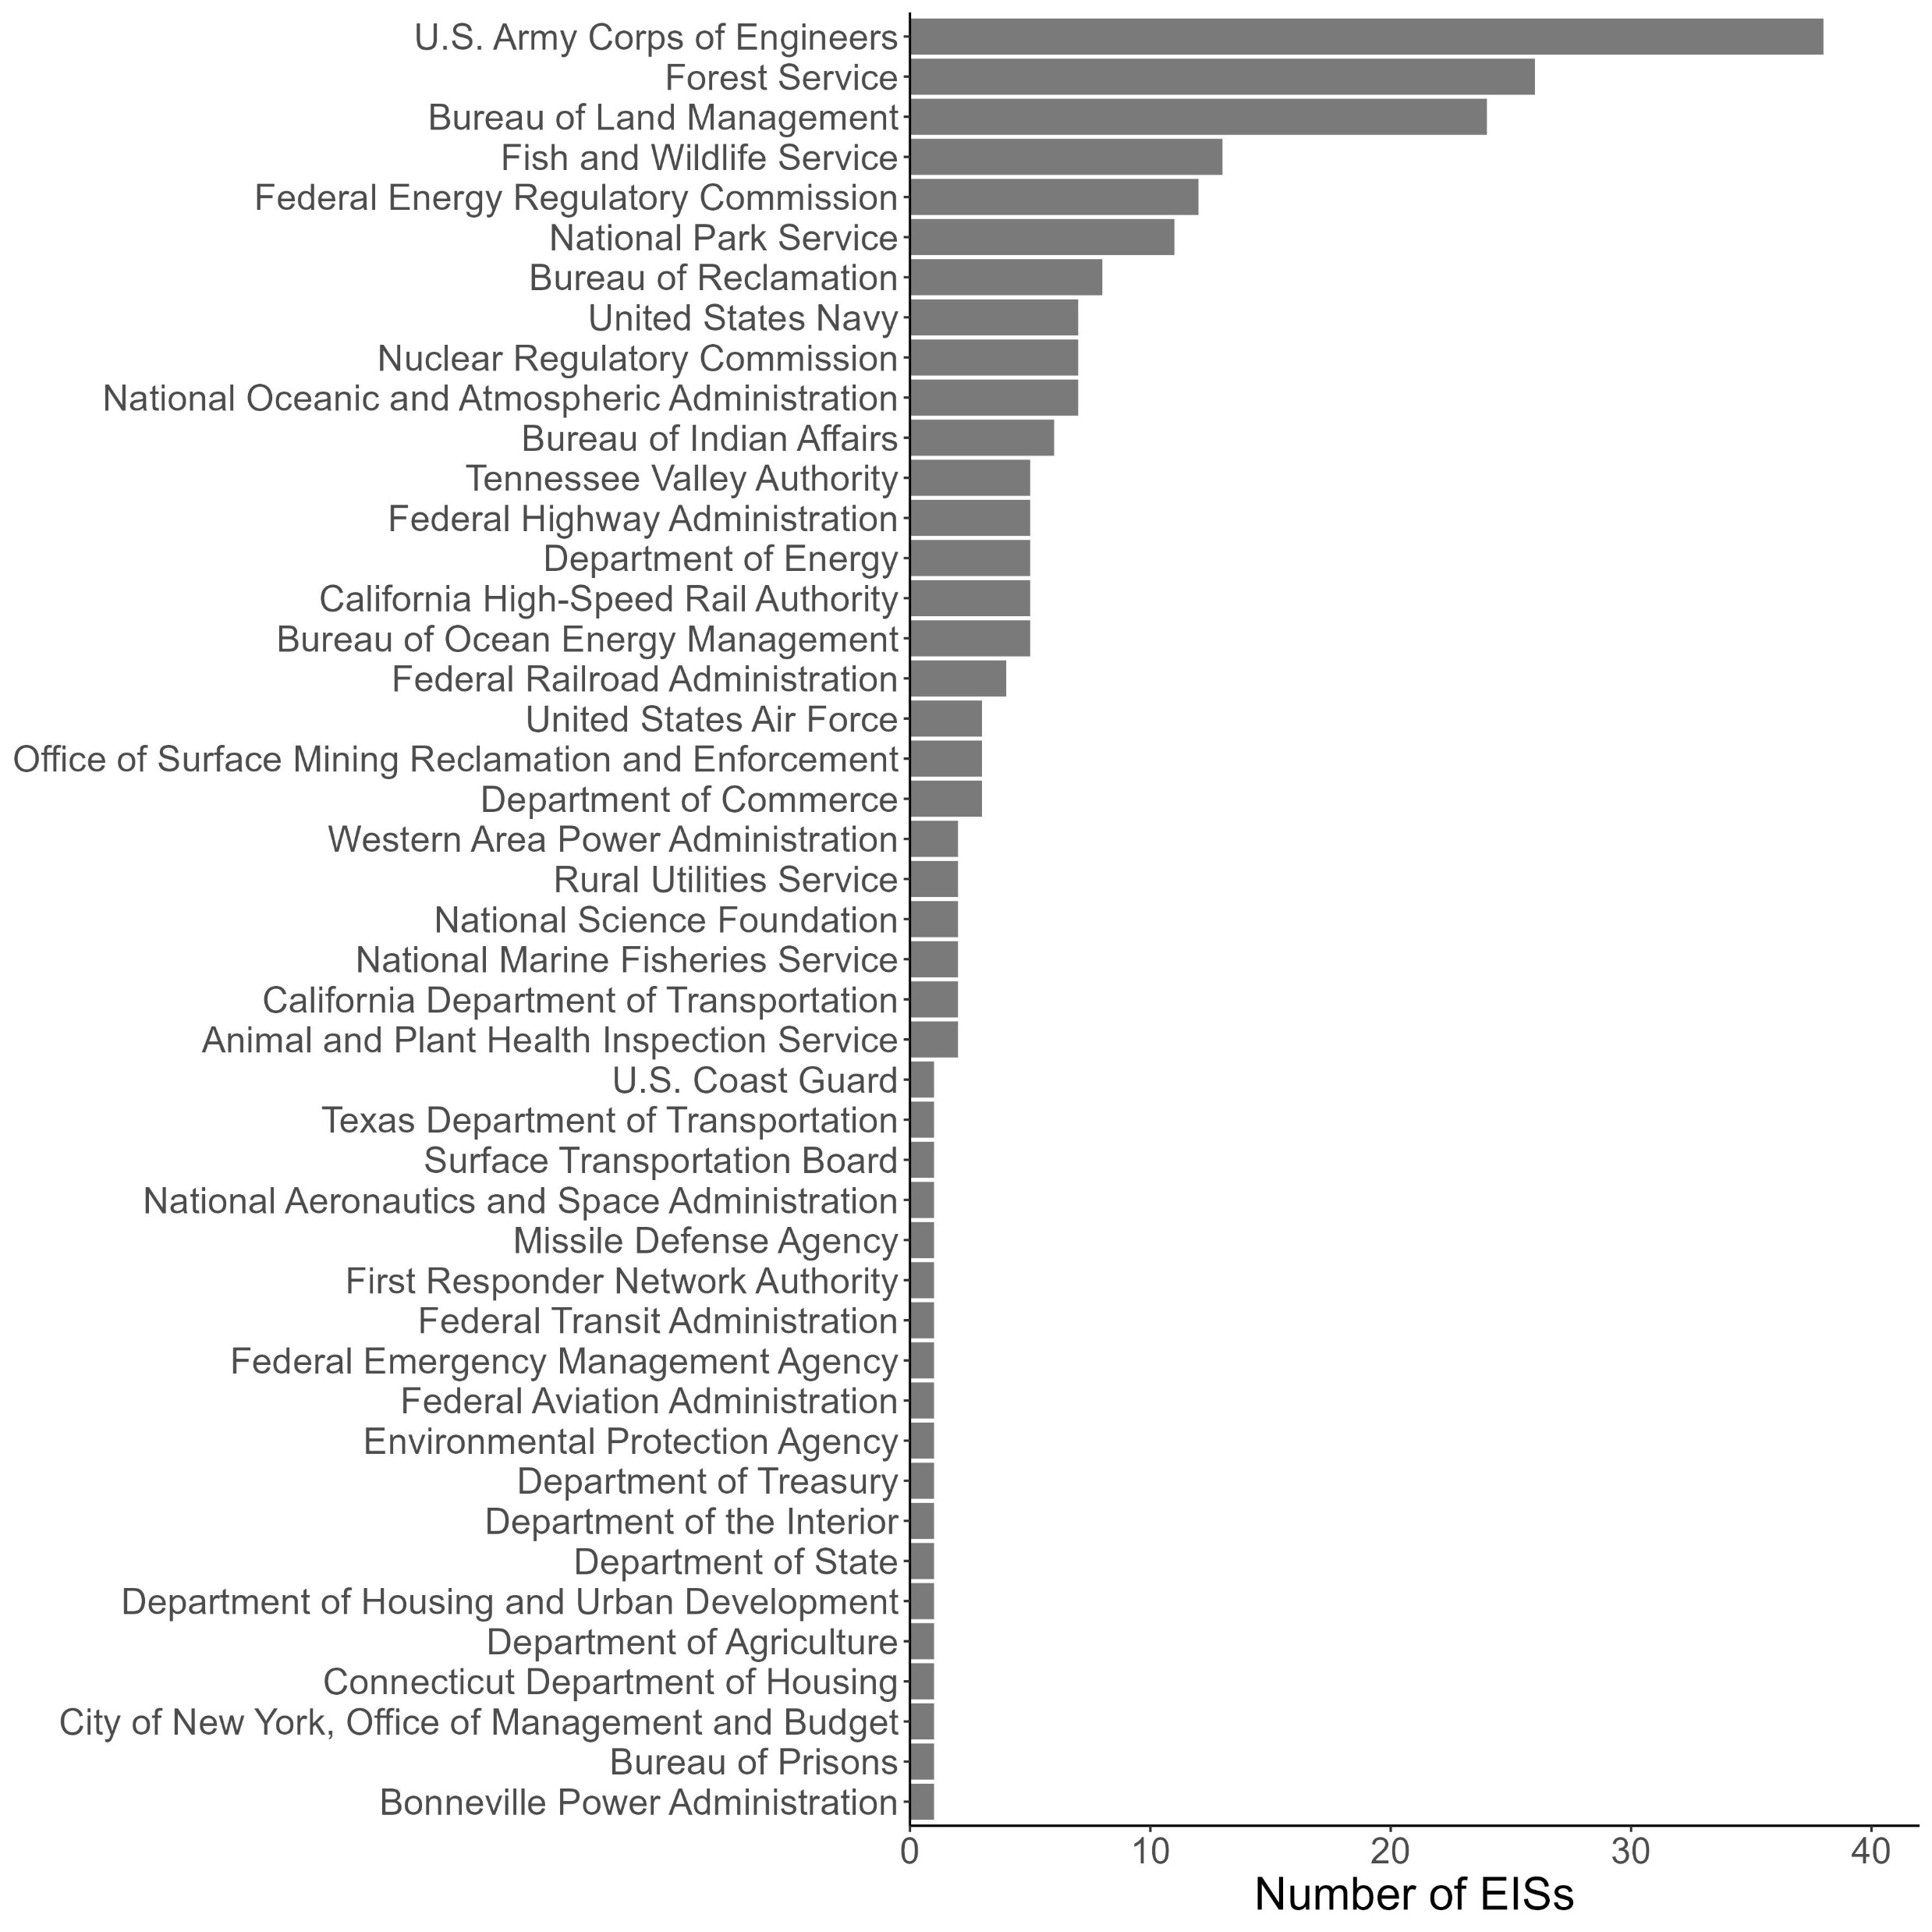 U.S. Army Corps of Engineers
Forest Service
Bureau of Land Management
Fish and Wildlife Service
Federal Energy Regulatory Commission
National Park Service
Bureau of Reclamation
United States Navy
Nuclear Regulatory Commission
National Oceanic and Atmospheric Administration
Bureau of Indian Affairs
Tennessee Valley Authority
Federal Highway Administration
Department of Energy
California High-Speed Rail Authority
Bureau of Ocean Energy Management
Federal Railroad Administration
United States Air Force
Office of Surface Mining Reclamation and Enforcement
Department of Commerce
Western Area Power Administration
Rural Utilities Service
National Science Foundation
National Marine Fisheries Service
California Department of Transportation
Animal and Plant Health Inspection Service
U.S. Coast Guard
Texas Department of Transportation
Surface Transportation Board
National Aeronautics and Space Administration
Missile Defense Agency
First Responder Network Authority
Federal Transit Administration
Federal Emergency Management Agency
Federal Aviation Administration
Environmental Protection Agency
Department of Treasury
Department of the Interior
Department of State
Department of Housing and Urban Development
Department of Agriculture
Connecticut Department of Housing
City of New York, Office of Management and Budget
Bureau of Prisons
Bonneville Power Administration
0 10 20 30 40
Number of EISs